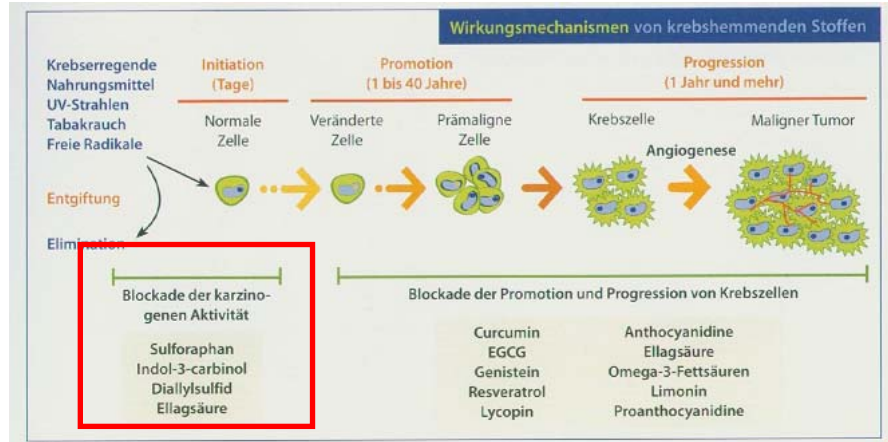 Wirkungsmechanismen von krebshemmenden Stoffen
Krebserregende
Nahrungsmittel
UV-Strahlen
Tabakrauch
Freie Radikale
Entgiftung
Elimination
Initiation
(Tage)
Normale
Zelle
Promotion
(1 bis 40 Jahre)
Veränderte
Zelle
Prämaligne
Zelle
Progression
(1 Jahr und mehr)
Krebszelle
Angiogenese
Maligner Tumor
Blockade der karzino-
genen Aktivität
Sulforaphan
Indol-3-carbinol
Diallylsulfid
Ellagsäure
Blockade der Promotion und Progression von Krebszellen
Curcumin
EGCG
Genistein
Resveratrol
Lycopin
Anthocyanidine
Ellagsäure
Omega-3-Fettsäuren
Limonin
Proanthocyanidine